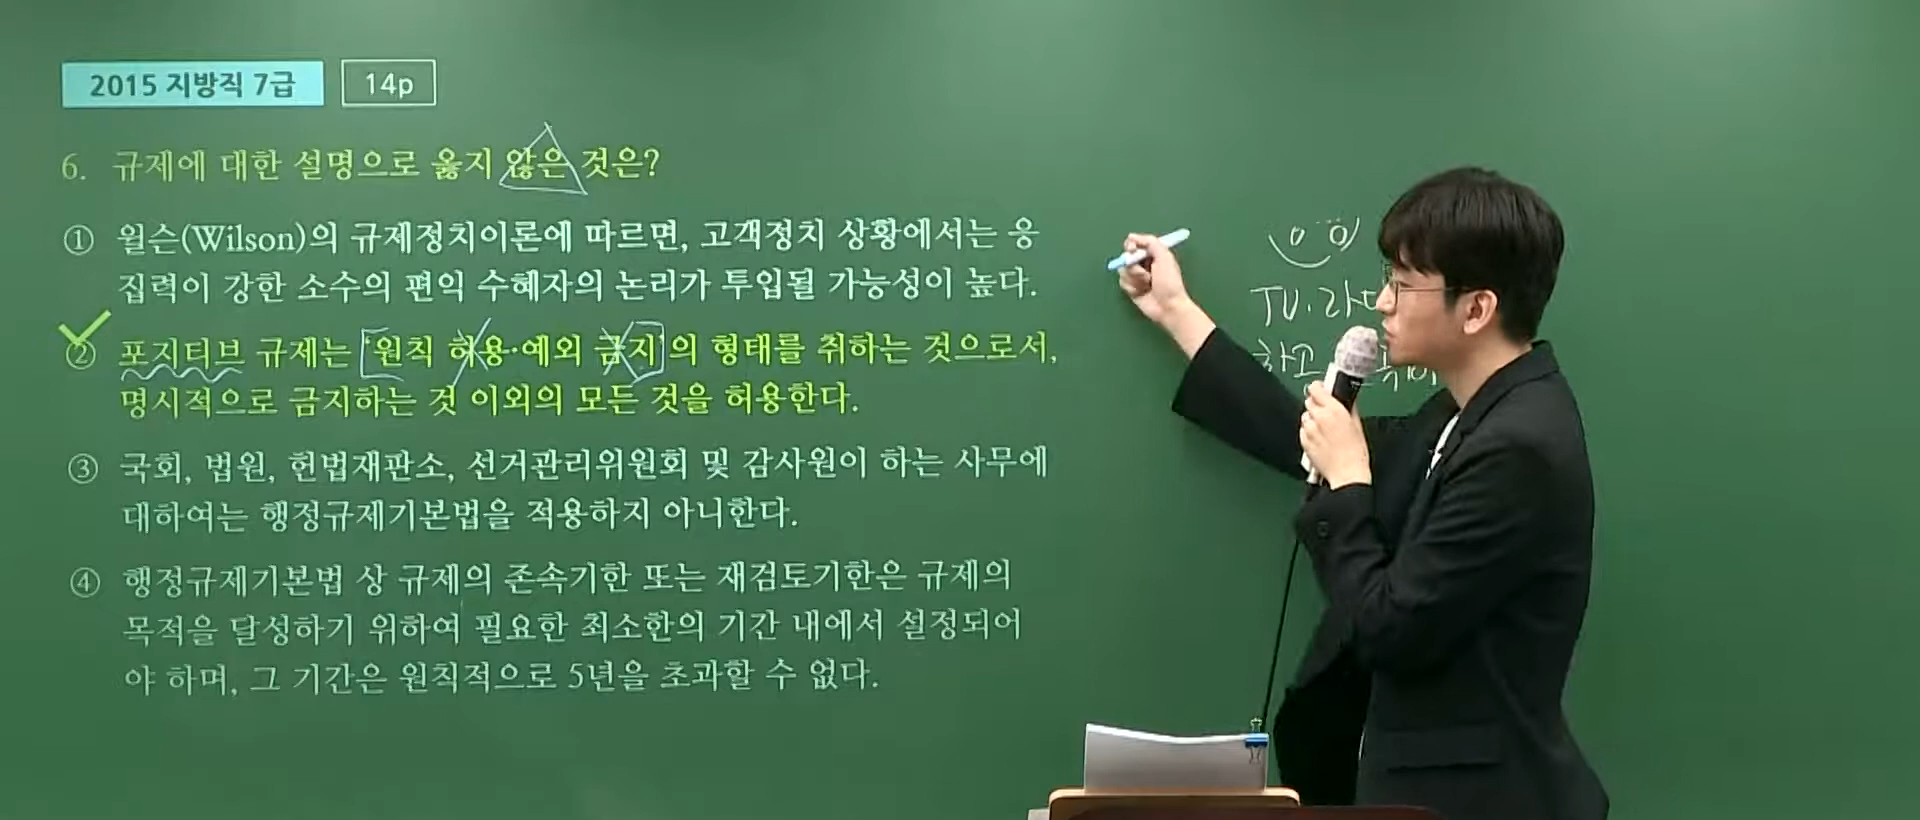 2015 지방직 7급 14p
6. 규제에 대한 설명으로 옳지 않은 것은?
① 윌슨(Wilson)의 규제정치이론에 따르면, 고객정치 상황에서는 응
집력이 강한 소수의 편익 수혜자의 논리가 투입될 가능성이 높다.
② 포지티브 규제는 '원칙 허용·예외 금지'의 형태를 취하는 것으로서,
명시적으로 금지하는 것 이외의 모든 것을 허용한다.
③ 국회, 법원, 헌법재판소, 선거관리위원회 및 감사원이 하는 사무에
대하여는 행정규제기본법을 적용하지 아니한다.
④ 행정규제기본법 상 규제의 존속기한 또는 재검토기한은 규제의
목적을 달성하기 위하여 필요한 최소한의 기간 내에서 설정되어
야 하며, 그 기간은 원칙적으로 5년을 초과할 수 없다.
TV·라